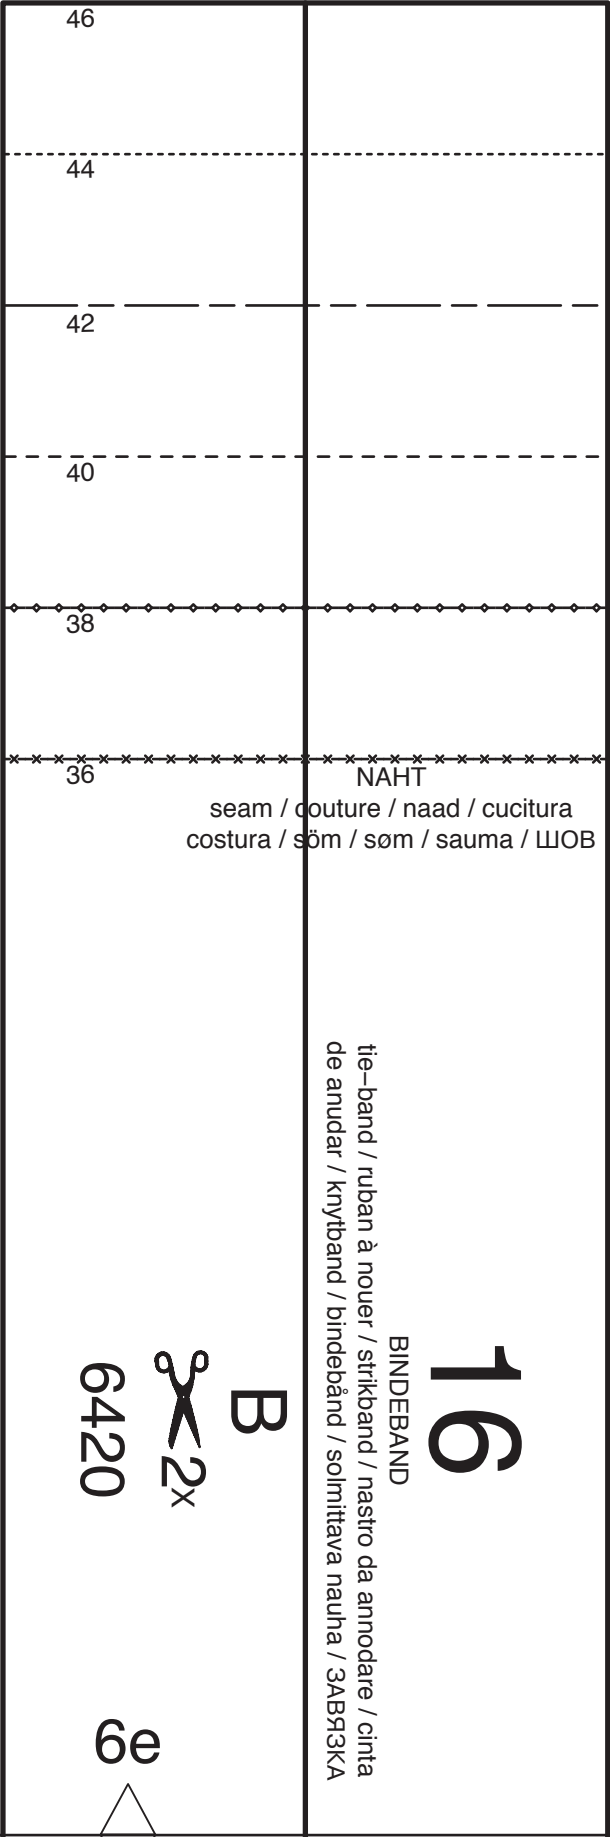 46
44
42
40
38
36
NAHT
seam / couture / naad / cucitura
costura / söm / søm / sauma / ШОВ
16
BINDEBAND
tie–band / ruban à nouer / strikband / nastro da annodare / cinta
de anudar / knytband / bindebånd / solmittava nauha / ЗАВЯЗКА
B
2x
6420
6e